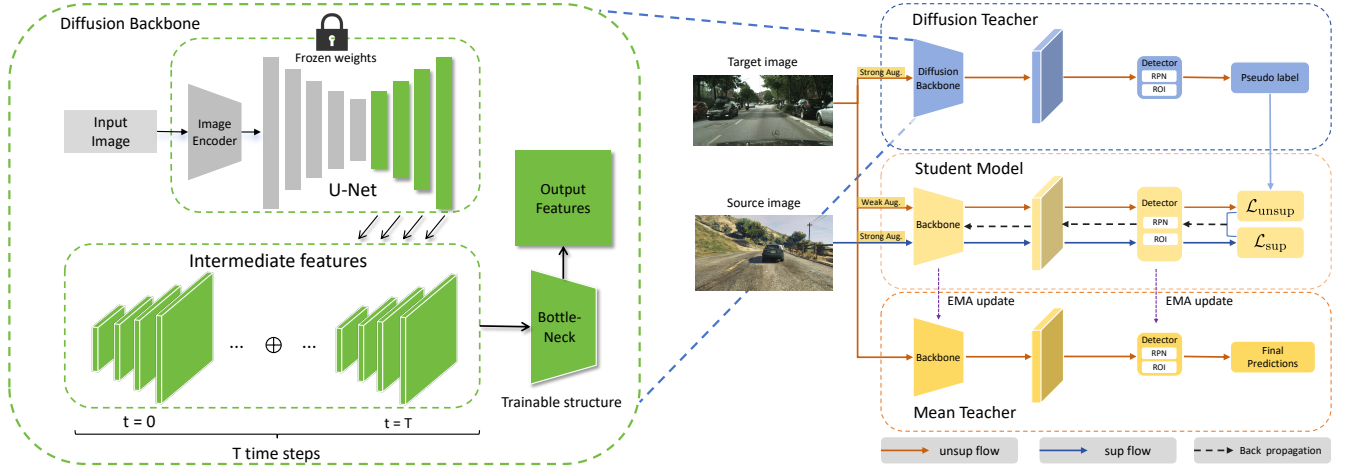 Diffusion Backbone
Frozen weights
Input
Image
Image
Encoder
U-Net
Output
Features
Intermediate features
... ⊕ ...
Bottle-
Neck
t = 0
t = T
Trainable structure
T time steps
Diffusion Teacher
Target image
Strong Aug.
Diffusion
Backbone
Detector
RPN
ROI
Pseudo label
Student Model
Source image
Weak Aug.
Strong Aug.
Backbone
Detector
RPN
ROI
ℒunsup
ℒsup
EMA update
EMA update
Backbone
Detector
RPN
ROI
Final
Predictions
Mean Teacher
unsup flow
sup flow
Back propagation